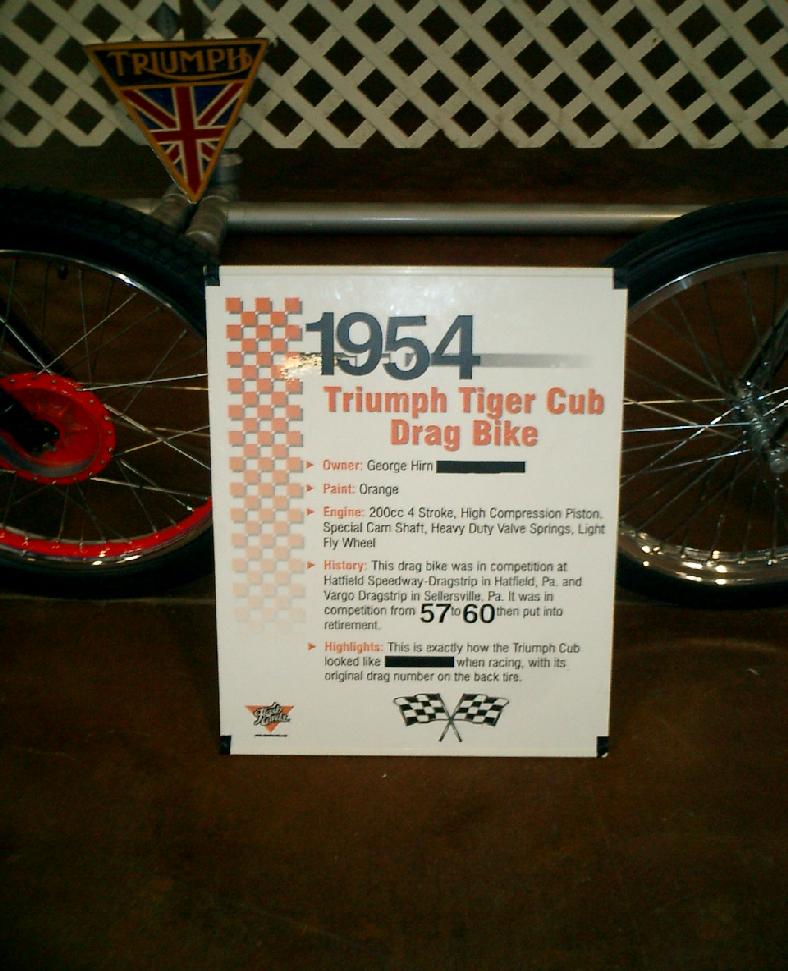 TRIUMPH
1954
Triumph Tiger Cub
Drag Bike
Owner: George Hirn
Paint: Orange
Engine: 200cc 4 Stroke, High Compression Piston,
Special Cam Shaft, Heavy Duty Valve Springs, Light
Fly Wheel
History: This drag bike was in competition at
Hatfield Speedway-Dragstrip in Hatfield, Pa. and
Vargo Dragstrip in Sellersville, Pa. It was in
competition from 57 to 60 then put into
retirement.
Highlights: This is exactly how the Triumph Cub
looked like when racing, with its
original drag number on the back tire.